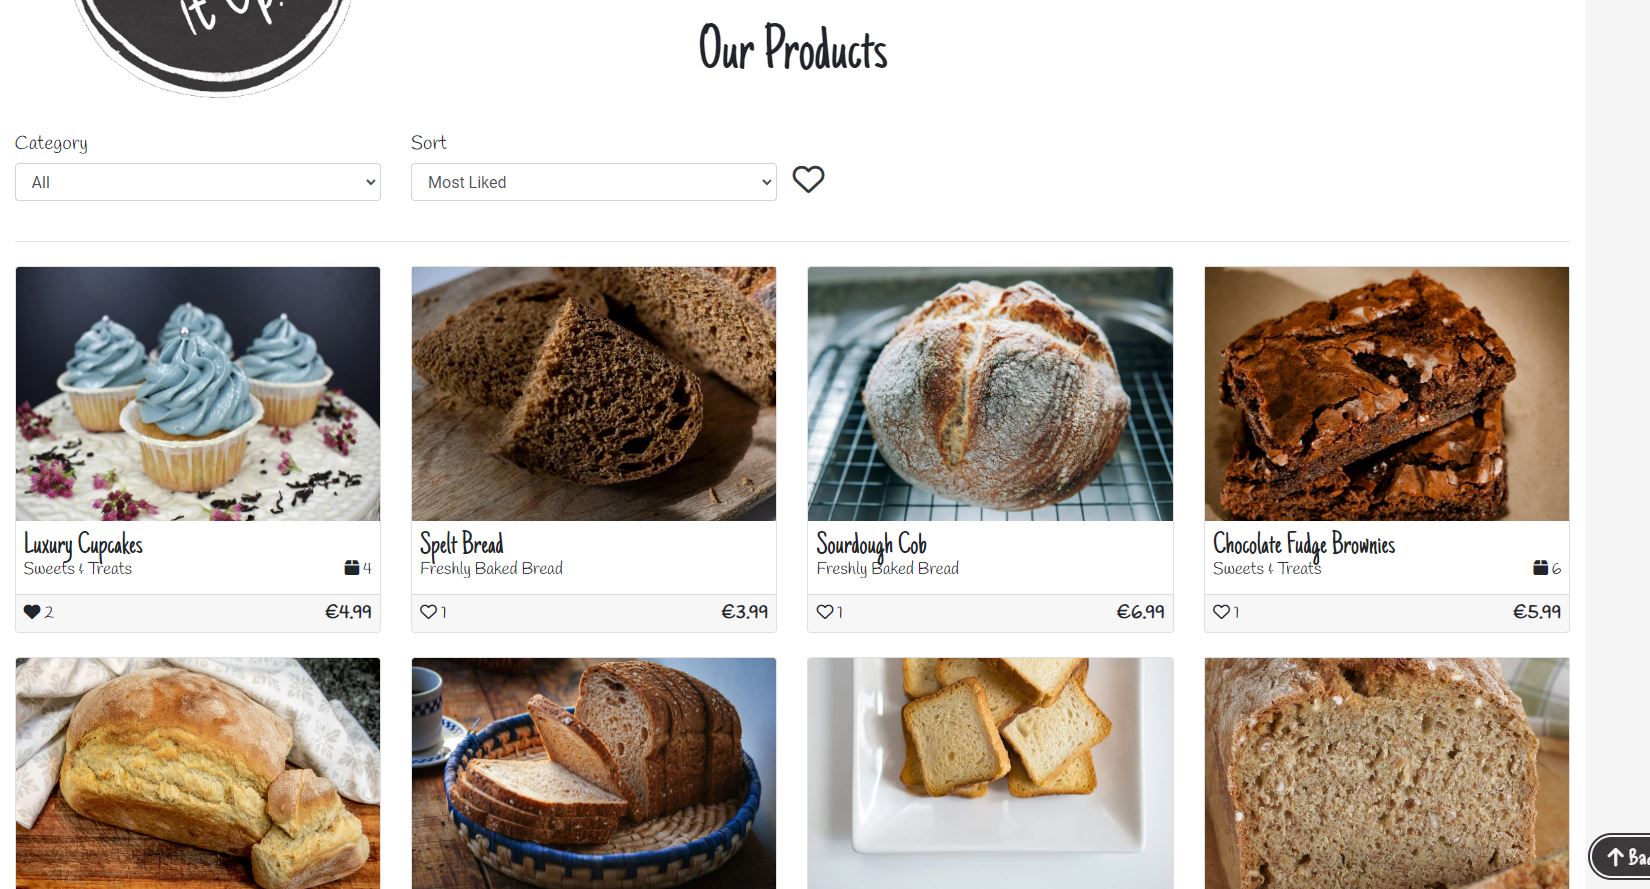 it Up!
Our Products
Category
Sort
All
Most Liked
Luxury Cupcakes
Sweets & Treats
4
2
€4.99
Spelt Bread
Freshly Baked Bread
1
€3.99
Sourdough Cob
Freshly Baked Bread
1
€6.99
Chocolate Fudge Brownies
Sweets & Treats
6
1
€5.99